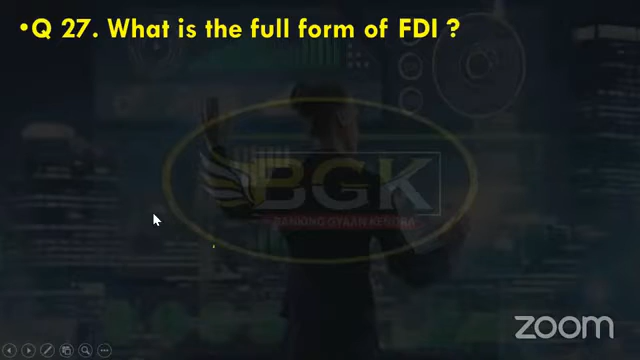 •Q 27. What is the full form of FDI ?
BGK
BANKING GYAAN KENDRA
zoom